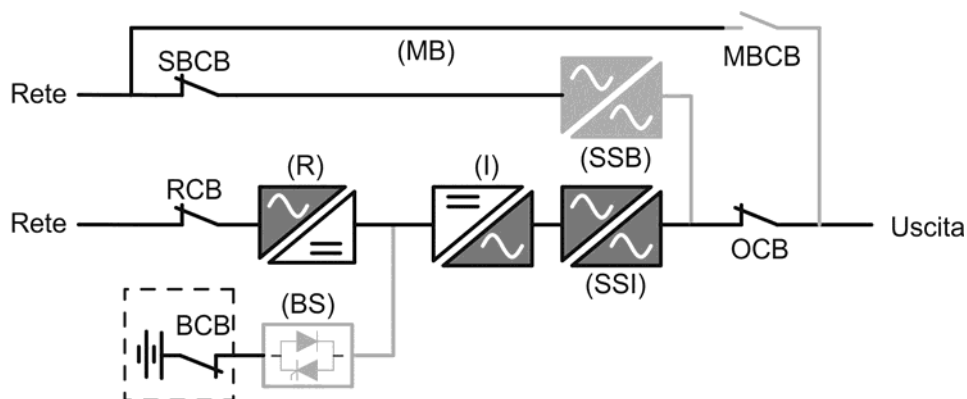 (MB)
MBCB
SBCB
Rete
(SSB)
(R)
(I)
RCB
Rete
Uscita
OCB
(SSI)
(BS)
BCB